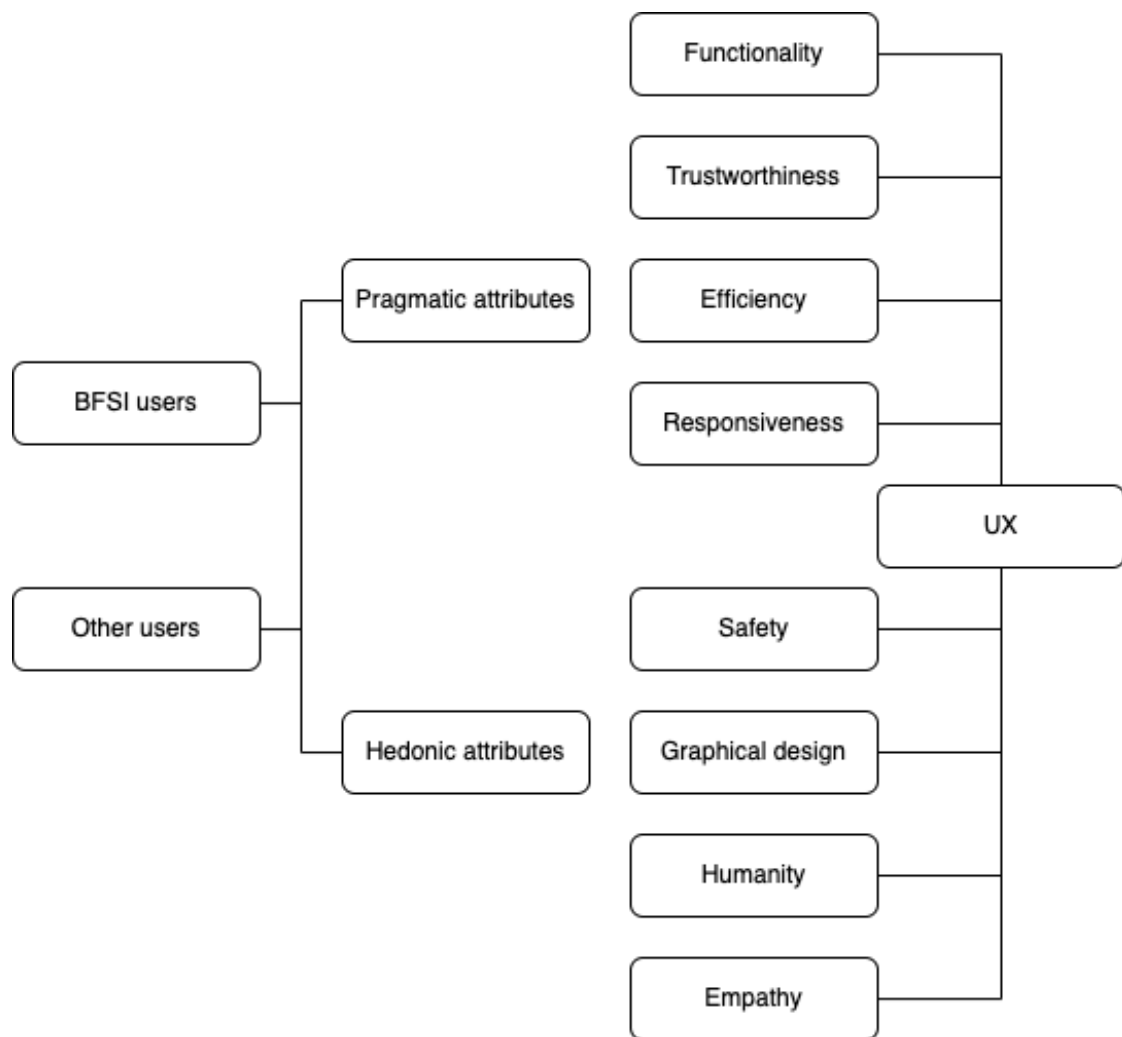 Functionality
Trustworthiness
Pragmatic attributes
Efficiency
BFSI users
Responsiveness
UX
Other users
Safety
Hedonic attributes
Graphical design
Humanity
Empathy